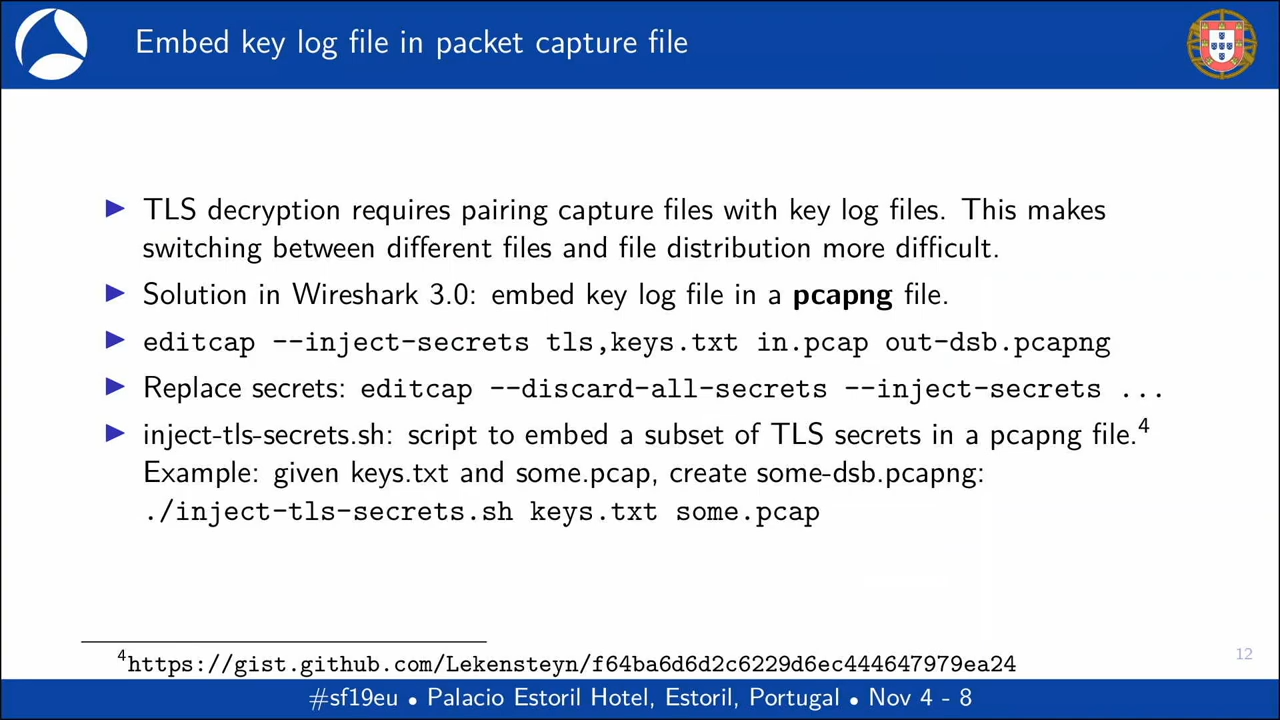 Embed key log file in packet capture file
▶ TLS decryption requires pairing capture files with key log files. This makes
switching between different files and file distribution more difficult.
▶ Solution in Wireshark 3.0: embed key log file in a pcapng file.
▶ editcap --inject-secrets tls,keys.txt in.pcap out-dsb.pcapng
▶ Replace secrets: editcap --discard-all-secrets --inject-secrets ...
▶ inject-tls-secrets.sh: script to embed a subset of TLS secrets in a pcapng file.4
Example: given keys.txt and some.pcap, create some-dsb.pcapng:
./inject-tls-secrets.sh keys.txt some.pcap
4https://gist.github.com/Lekensteyn/f64ba6d6d2c6229d6ec444647979ea24
12
#sf19eu • Palacio Estoril Hotel, Estoril, Portugal • Nov 4 - 8